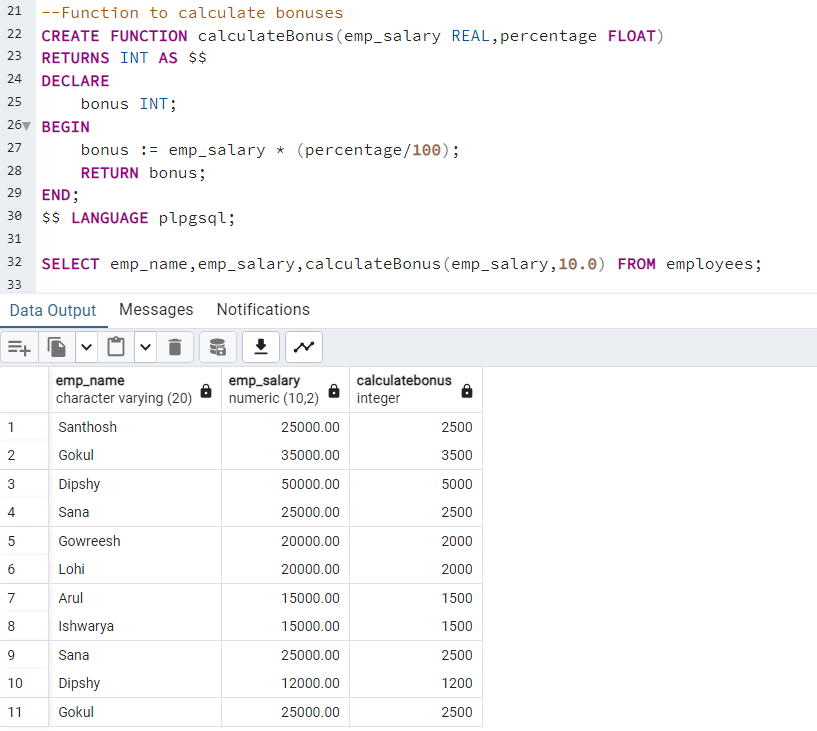 21 --Function to calculate bonuses
22 CREATE FUNCTION calculateBonus(emp_salary REAL,percentage FLOAT)
23 RETURNS INT AS $$
24 DECLARE
25 bonus INT;
26 BEGIN
27 bonus := emp_salary * (percentage/100);
28 RETURN bonus;
29 END;
30 $$ LANGUAGE plpgsql;
31
32 SELECT emp_name,emp_salary,calculateBonus(emp_salary,10.0) FROM employees;
33
Data Output Messages Notifications
emp_name emp_salary calculatebonus
character varying (20) numeric (10,2) integer
1 Santhosh 25000.00 2500
2 Gokul 35000.00 3500
3 Dipshy 50000.00 5000
4 Sana 25000.00 2500
5 Gowreesh 20000.00 2000
6 Lohi 20000.00 2000
7 Arul 15000.00 1500
8 Ishwarya 15000.00 1500
9 Sana 25000.00 2500
10 Dipshy 12000.00 1200
11 Gokul 25000.00 2500